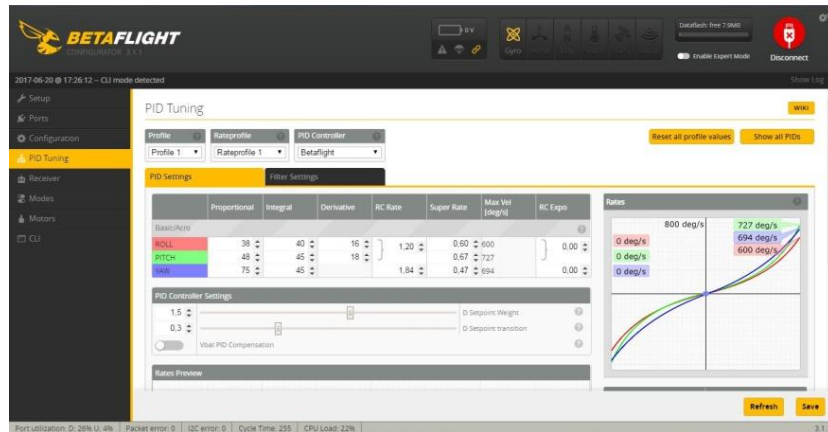 BETAFLIGHT
CONFIGURATOR 3.1.1
0 V
Gyro
Dataflash: free 7.9MB
Enable Expert Mode
Disconnect
2017-06-20 @ 17:26:12 -- CLI mode detected
Show Log
Setup
Ports
Configuration
PID Tuning
Receiver
Modes
Motors
CLI
PID Tuning
WIKI
Profile
Rateprofile
PID Controller
Profile 1
Rateprofile 1
Betaflight
Reset all profile values
Show all PIDs
PID Settings
Filter Settings
Proportional Integral Derivative RC Rate Super Rate Max Vel (deg/s) RC Expo
Basic/Acro
ROLL 38 40 16 1,20 0,60 600 0,00
PITCH 48 45 18 0,67 727
YAW 75 45 1,84 0,47 694 0,00
Rates
800 deg/s
727 deg/s
694 deg/s
600 deg/s
0 deg/s
0 deg/s
0 deg/s
PID Controller Settings
1,5 D Setpoint Weight
0,3 D Setpoint transition
Vbat PID Compensation
Rates Preview
Refresh
Save
Port utilization: D: 26% U: 4% Packet error: 0 I2C error: 0 Cycle Time: 255 CPU Load: 22%